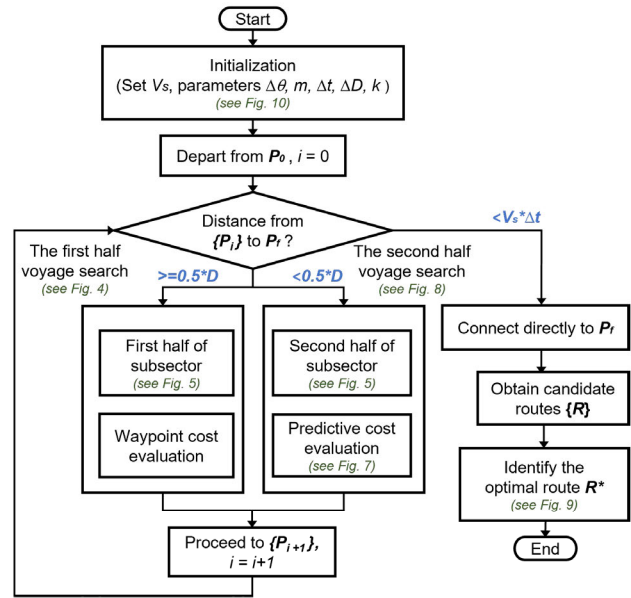 Start
Initialization
(Set Vs, parameters Δθ, m, Δt, ΔD, k )
(see Fig. 10)
Depart from P0 , i = 0
Distance from
{Pi} to Pf ?
<Vs*Δt
The first half
voyage search
(see Fig. 4)
The second half
voyage search
(see Fig. 8)
>=0.5*D
<0.5*D
First half of
subsector
(see Fig. 5)
Waypoint cost
evaluation
Second half of
subsector
(see Fig. 5)
Predictive cost
evaluation
(see Fig. 7)
Proceed to {Pi+1},
i = i+1
Connect directly to Pf
Obtain candidate
routes {R}
Identify the
optimal route R*
(see Fig. 9)
End